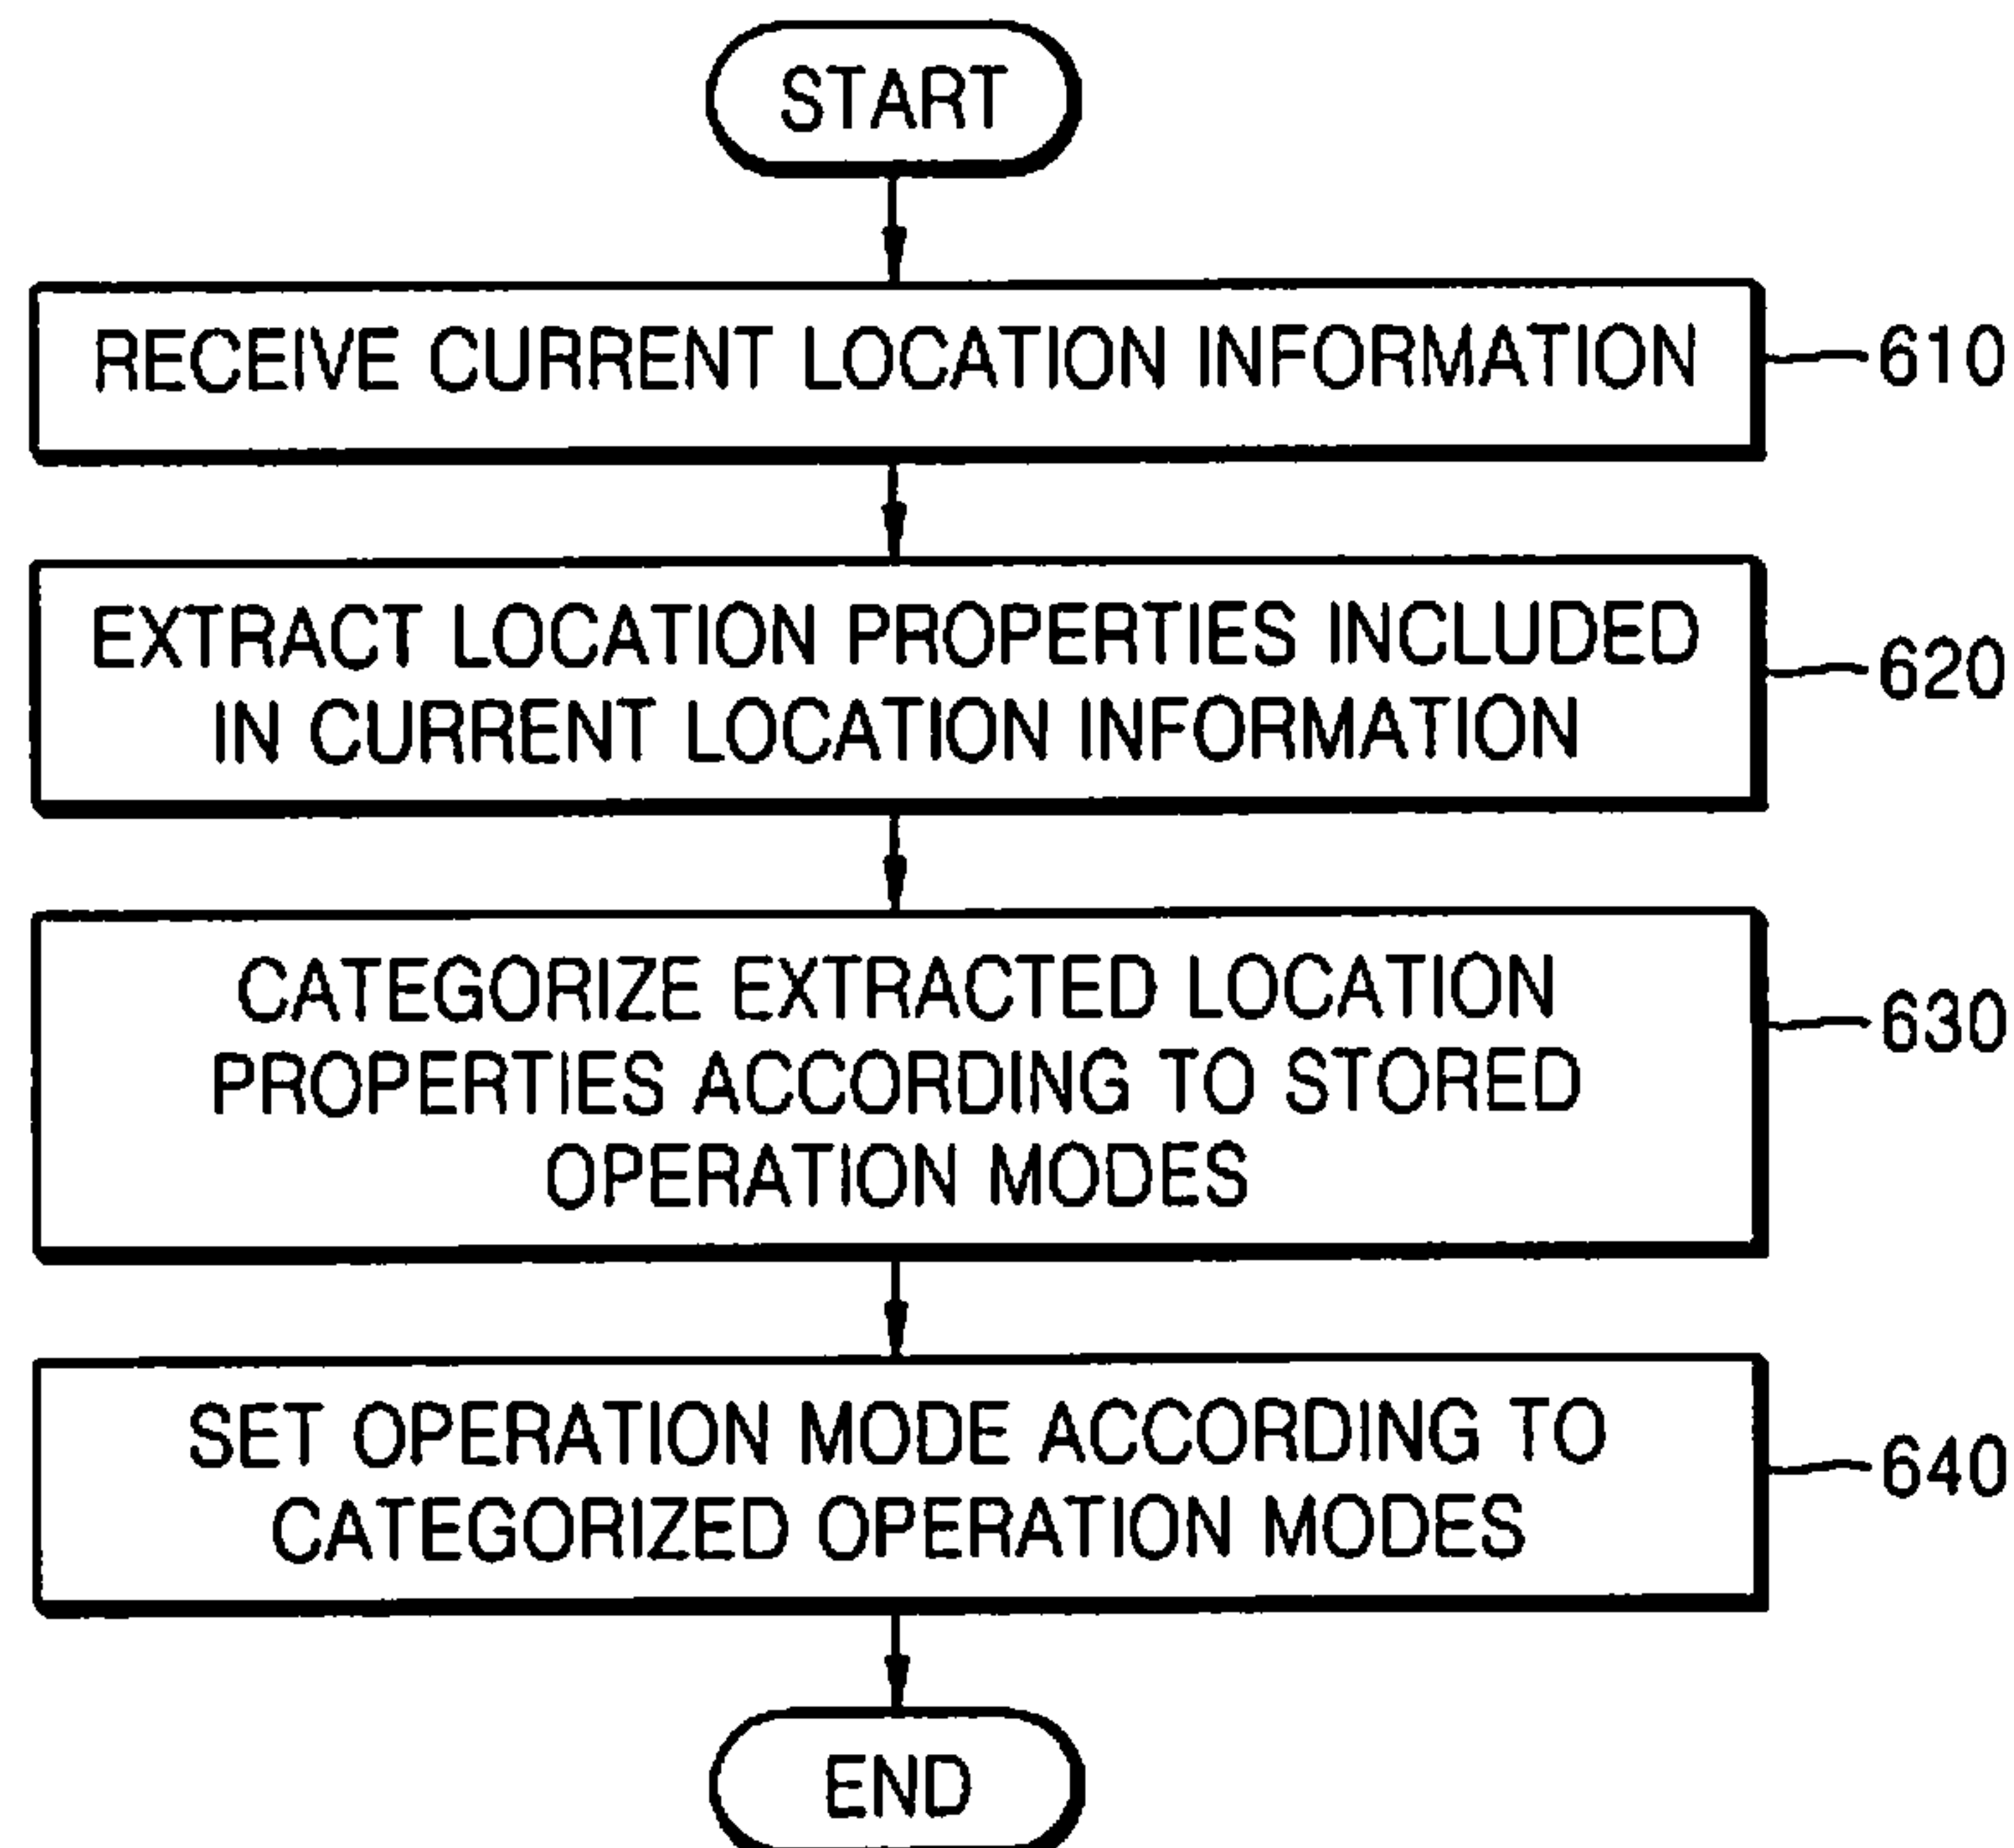 START
RECEIVE CURRENT LOCATION INFORMATION
610
EXTRACT LOCATION PROPERTIES INCLUDED
IN CURRENT LOCATION INFORMATION
620
CATEGORIZE EXTRACTED LOCATION
PROPERTIES ACCORDING TO STORED
OPERATION MODES
630
SET OPERATION MODE ACCORDING TO
CATEGORIZED OPERATION MODES
640
END